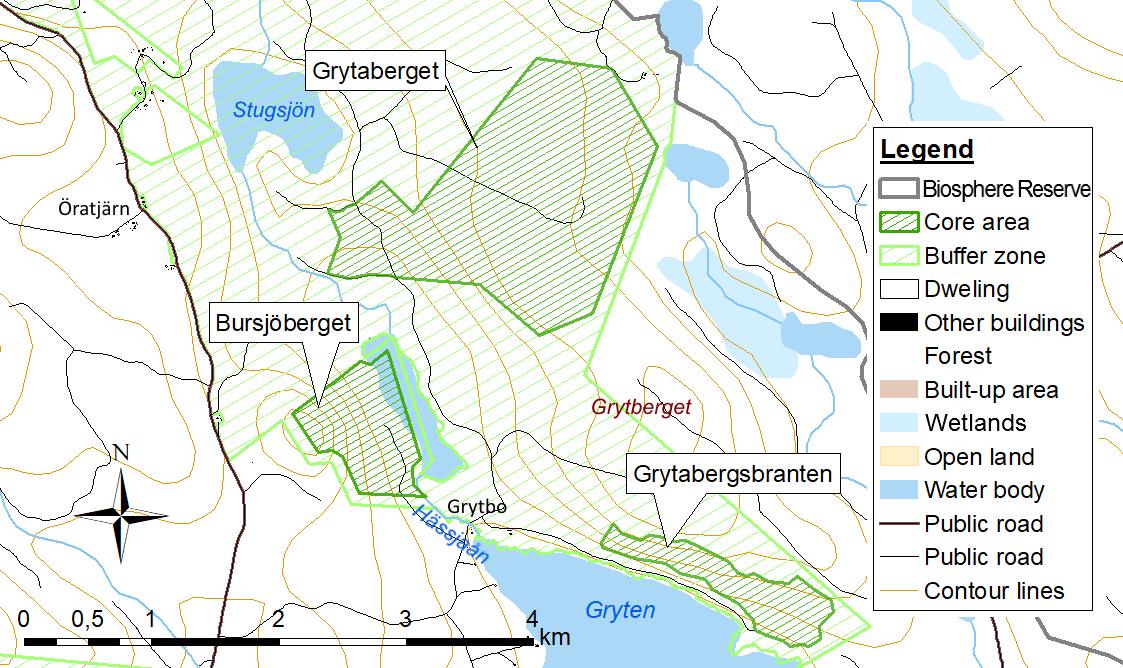 Grytaberget
Stugsjön
Öratjärn
Bursjöberget
Grytberget
Grytabergsbranten
Grytbo
Hässjaån
Gryten
N
0 0,5 1 2 3 4
km
Legend
Biosphere Reserve
Core area
Buffer zone
Dweling
Other buildings
Forest
Built-up area
Wetlands
Open land
Water body
Public road
Public road
Contour lines